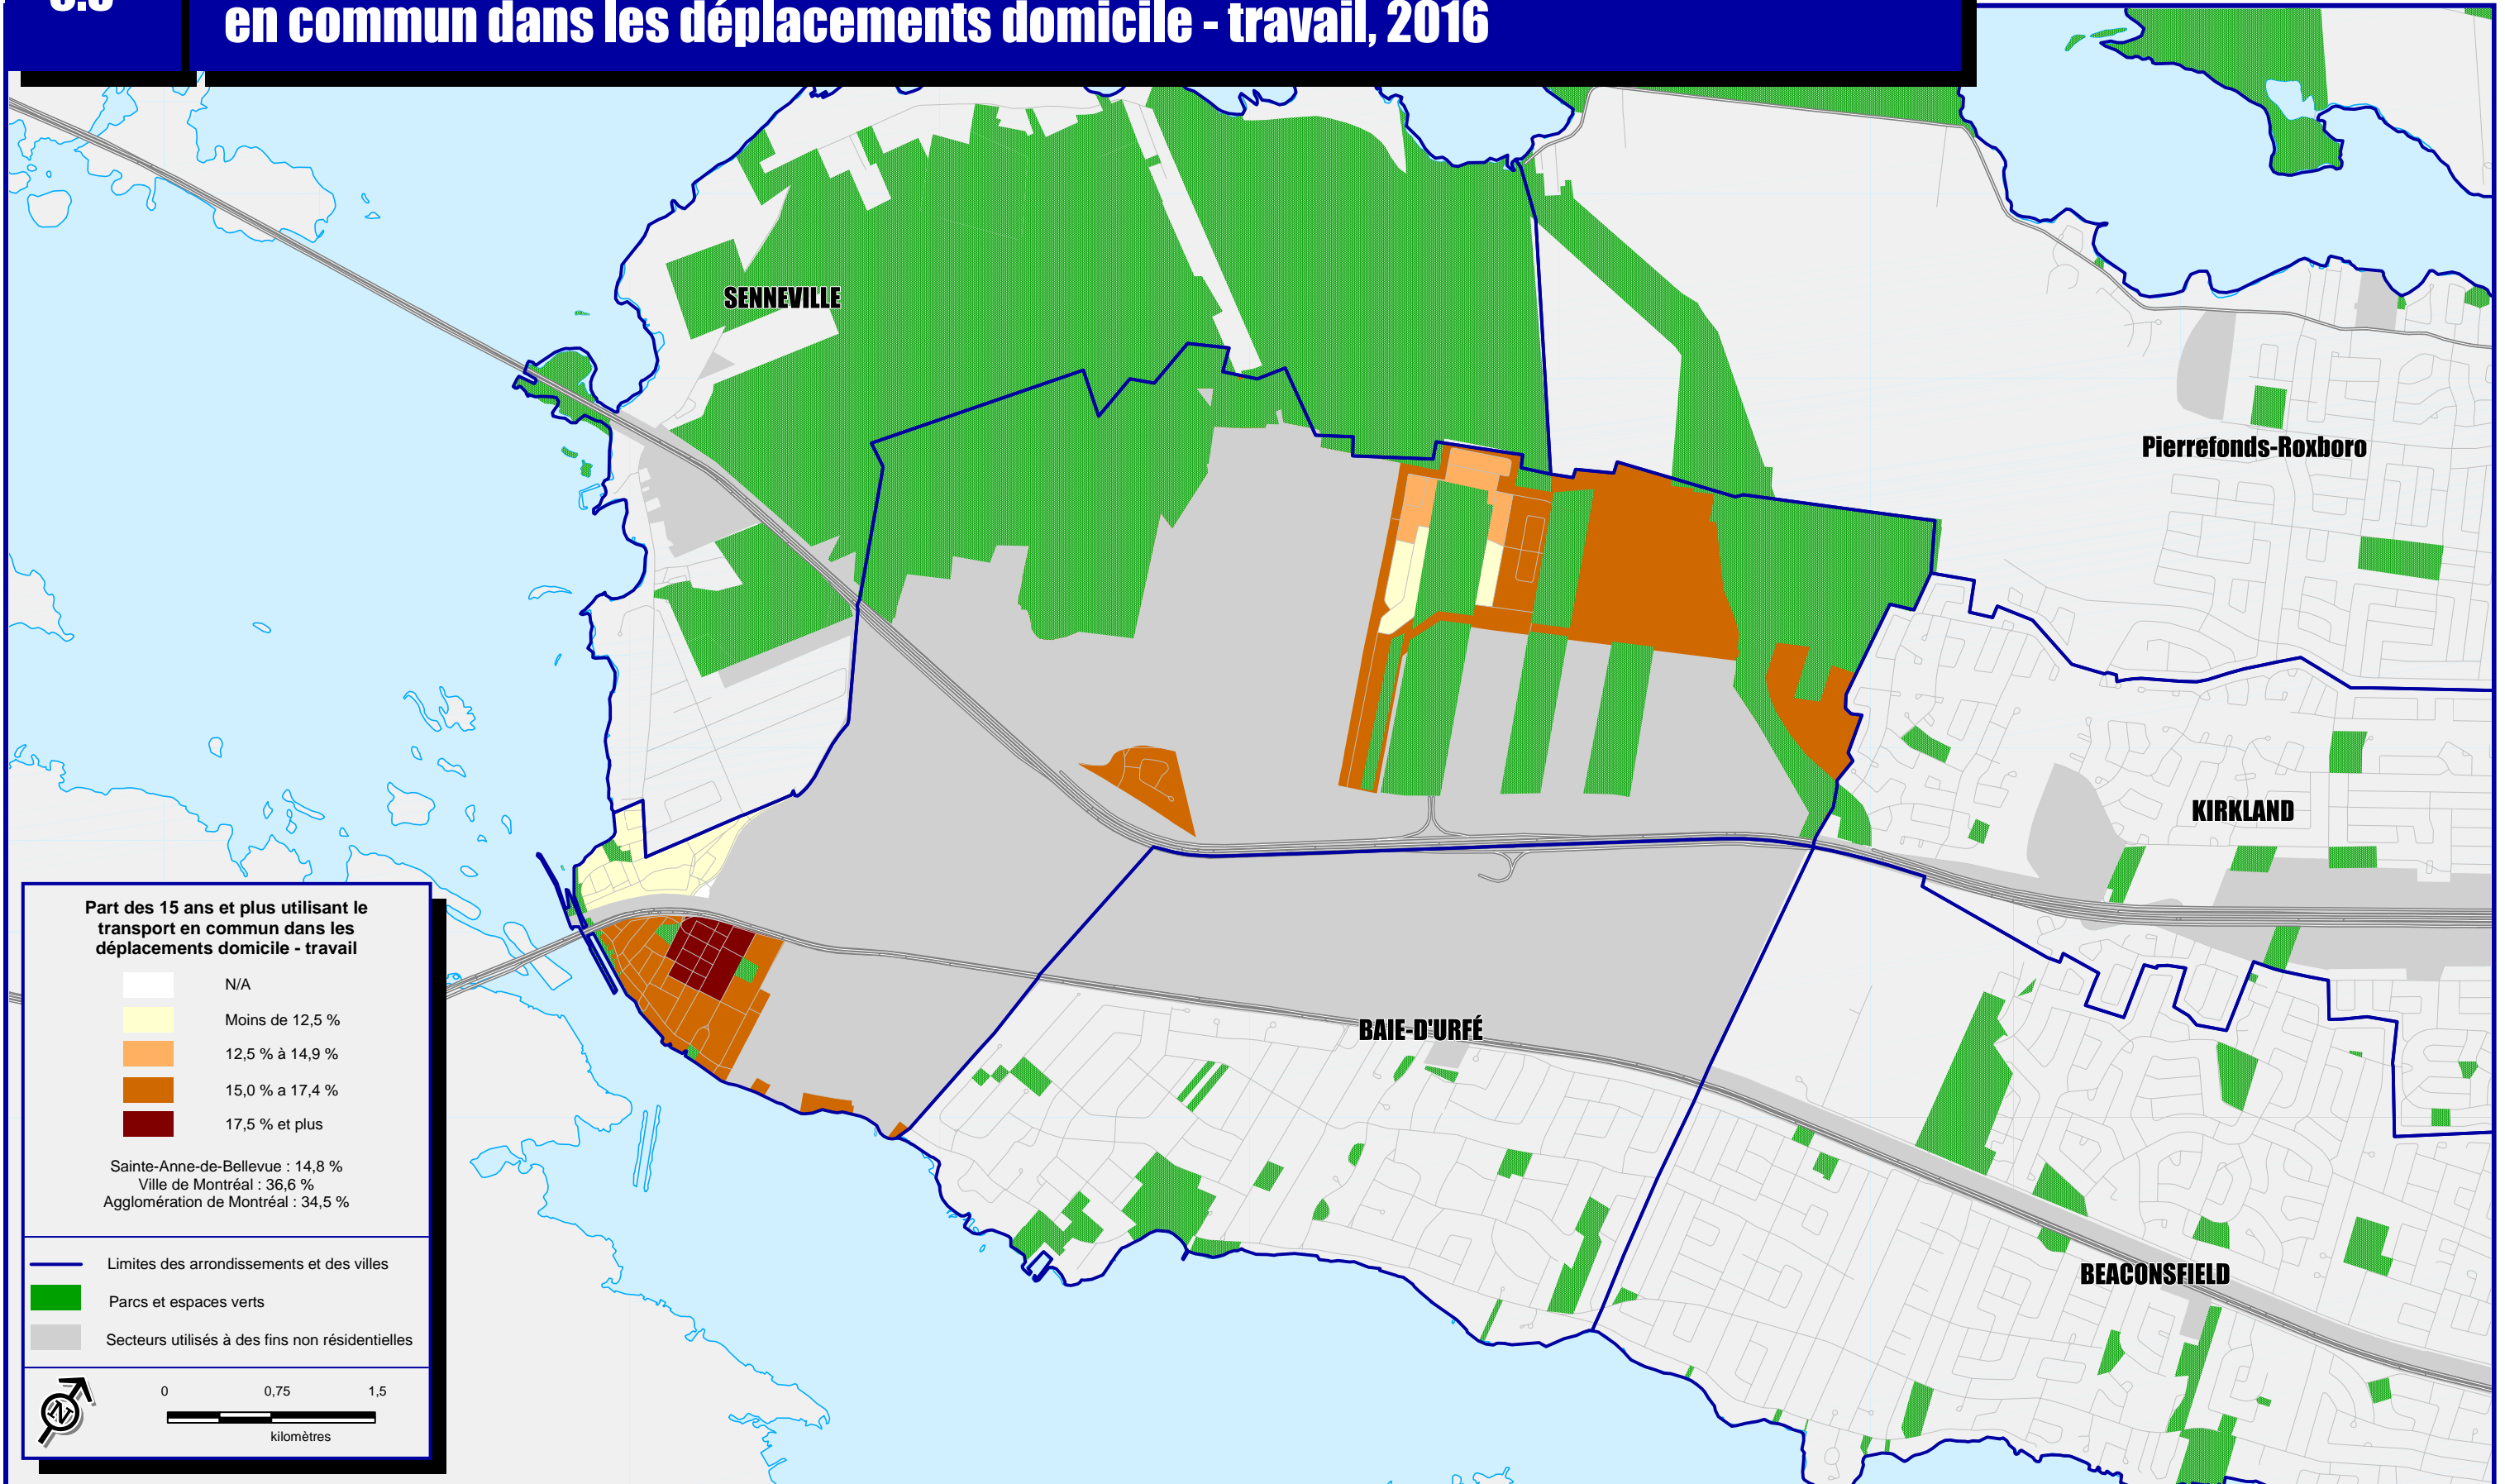 en commun dans les déplacements domicile - travail, 2016
SENNEVILLE
Pierrefonds-Roxboro
KIRKLAND
BAIE-D'URFÉ
BEACONSFIELD
Part des 15 ans et plus utilisant le
transport en commun dans les
déplacements domicile - travail
N/A
Moins de 12,5 %
12,5 % à 14,9 %
15,0 % a 17,4 %
17,5 % et plus
Sainte-Anne-de-Bellevue : 14,8 %
Ville de Montréal : 36,6 %
Agglomération de Montréal : 34,5 %
Limites des arrondissements et des villes
Parcs et espaces verts
Secteurs utilisés à des fins non résidentielles
N
0 0,75 1,5
kilomètres